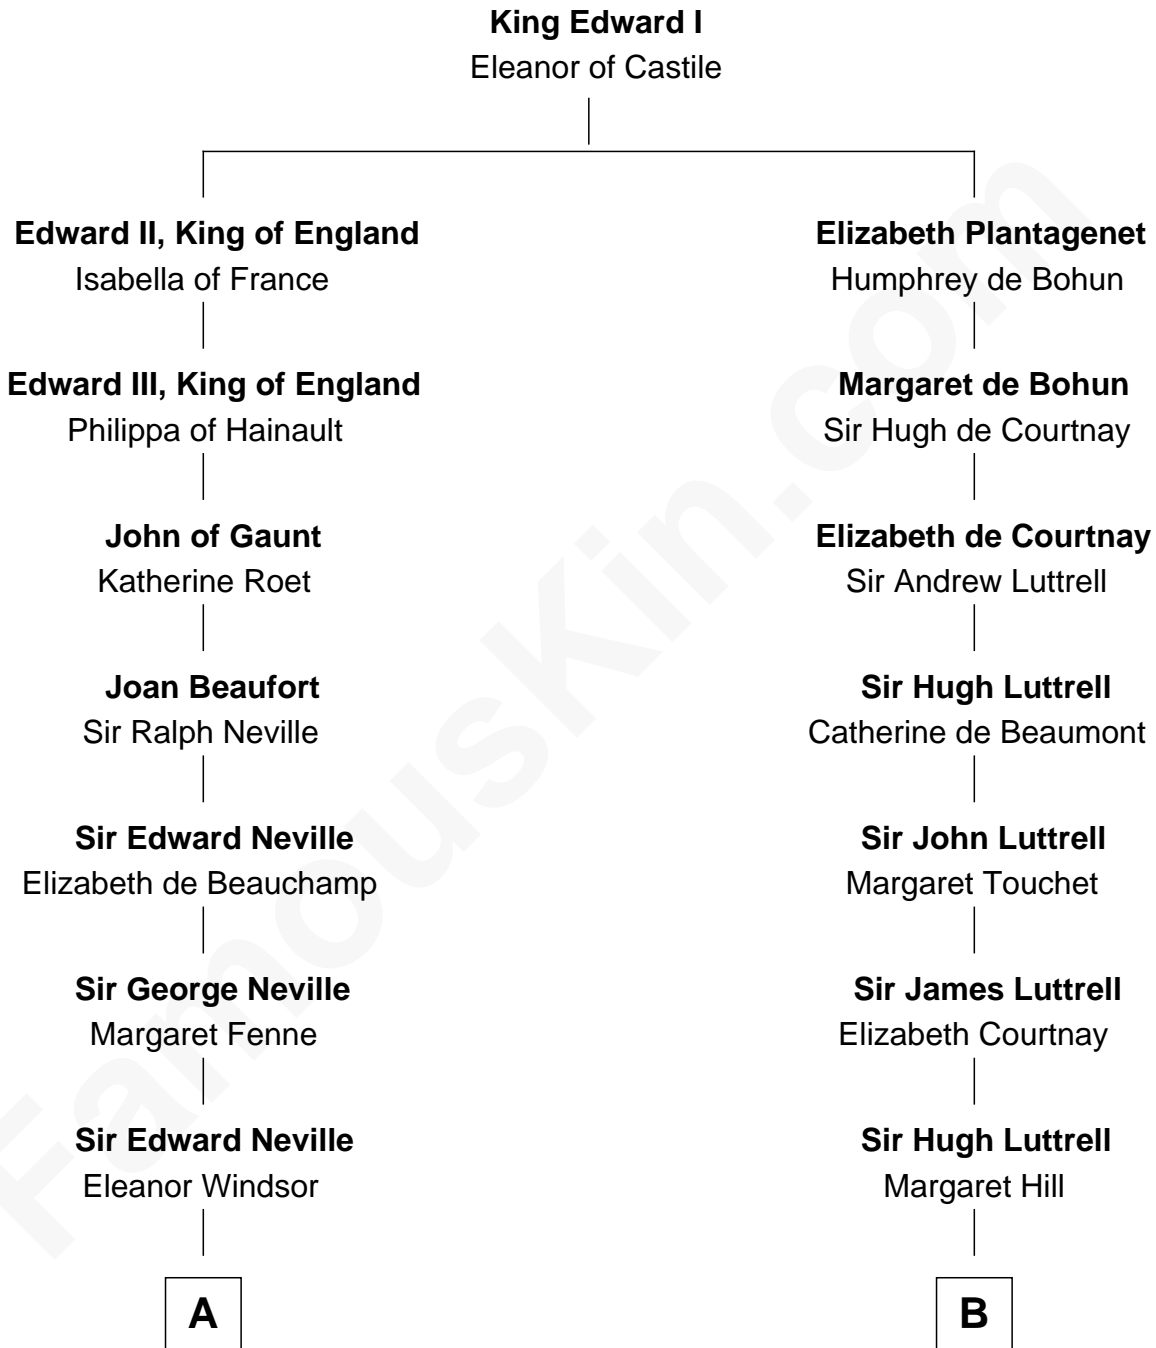 King Edward I
Eleanor of Castile
Edward II, King of England
Isabella of France
Elizabeth Plantagenet
Humphrey de Bohun
Edward III, King of England
Philippa of Hainault
Margaret de Bohun
Sir Hugh de Courtnay
John of Gaunt
Katherine Roet
Elizabeth de Courtnay
Sir Andrew Luttrell
Joan Beaufort
Sir Ralph Neville
Sir Hugh Luttrell
Catherine de Beaumont
Sir Edward Neville
Elizabeth de Beauchamp
Sir John Luttrell
Margaret Touchet
Sir George Neville
Margaret Fenne
Sir James Luttrell
Elizabeth Courtnay
Sir Edward Neville
Eleanor Windsor
Sir Hugh Luttrell
Margaret Hill
A
B
FamousKin.com